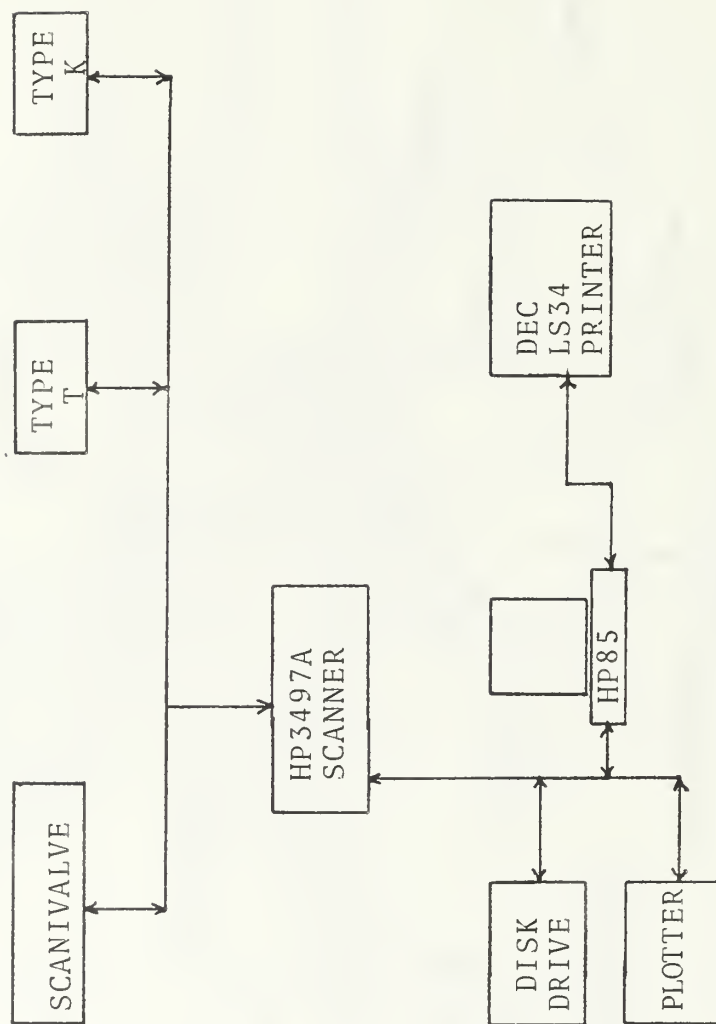 SCANIVALVE
TYPE
T
TYPE
K
HP3497A
SCANNER
DISK
DRIVE
PLOTTER
HP85
DEC
LS34
PRINTER